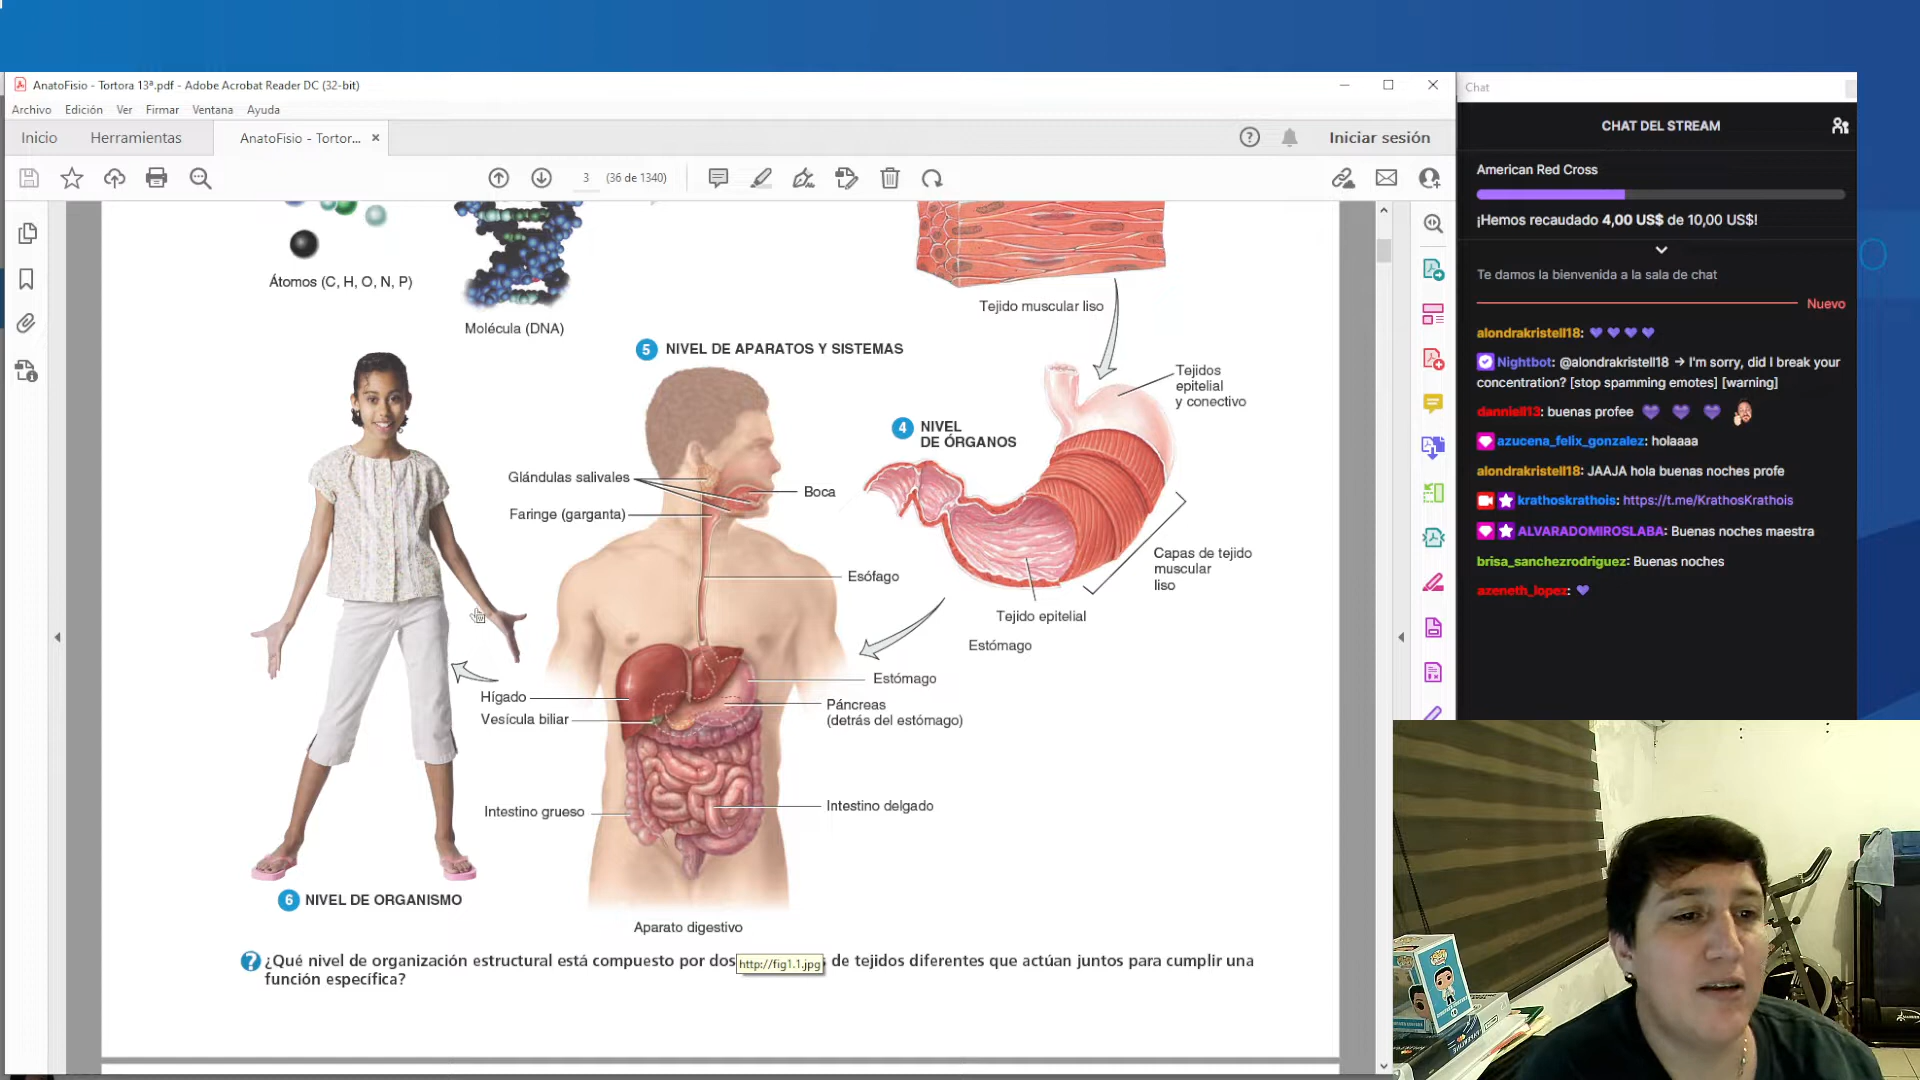 AnatoFisio - Tortora 13ª.pdf - Adobe Acrobat Reader DC (32-bit)
Archivo Edición Ver Firmar Ventana Ayuda
Inicio Herramientas AnatoFisio - Tortor... × Iniciar sesión
3 (36 de 1340)
Átomos (C, H, O, N, P)
Molécula (DNA)
Tejido muscular liso
5 NIVEL DE APARATOS Y SISTEMAS
Tejidos
epitelial
y conectivo
4 NIVEL
DE ÓRGANOS
Glándulas salivales
Boca
Faringe (garganta)
Capas de tejido
muscular
liso
Esófago
Tejido epitelial
Estómago
Estómago
Hígado
Páncreas
(detrás del estómago)
Vesícula biliar
Intestino grueso
Intestino delgado
6 NIVEL DE ORGANISMO
Aparato digestivo
? ¿Qué nivel de organización estructural está compuesto por dos http://fig1.1.jpg de tejidos diferentes que actúan juntos para cumplir una
función específica?
Chat
CHAT DEL STREAM
American Red Cross
¡Hemos recaudado 4,00 US$ de 10,00 US$!
Te damos la bienvenida a la sala de chat
Nuevo
alondrakristell18:
Nightbot: @alondrakristell18 → I'm sorry, did I break your
concentration? [stop spamming emotes] [warning]
danniell13: buenas profee
azucena_felix_gonzalez: holaaaa
alondrakristell18: JAAJA hola buenas noches profe
krathoskrathois: https://t.me/KrathosKrathois
ALVARADOMIROSLABA: Buenas noches maestra
brisa_sanchezrodriguez: Buenas noches
azeneth_lopez: